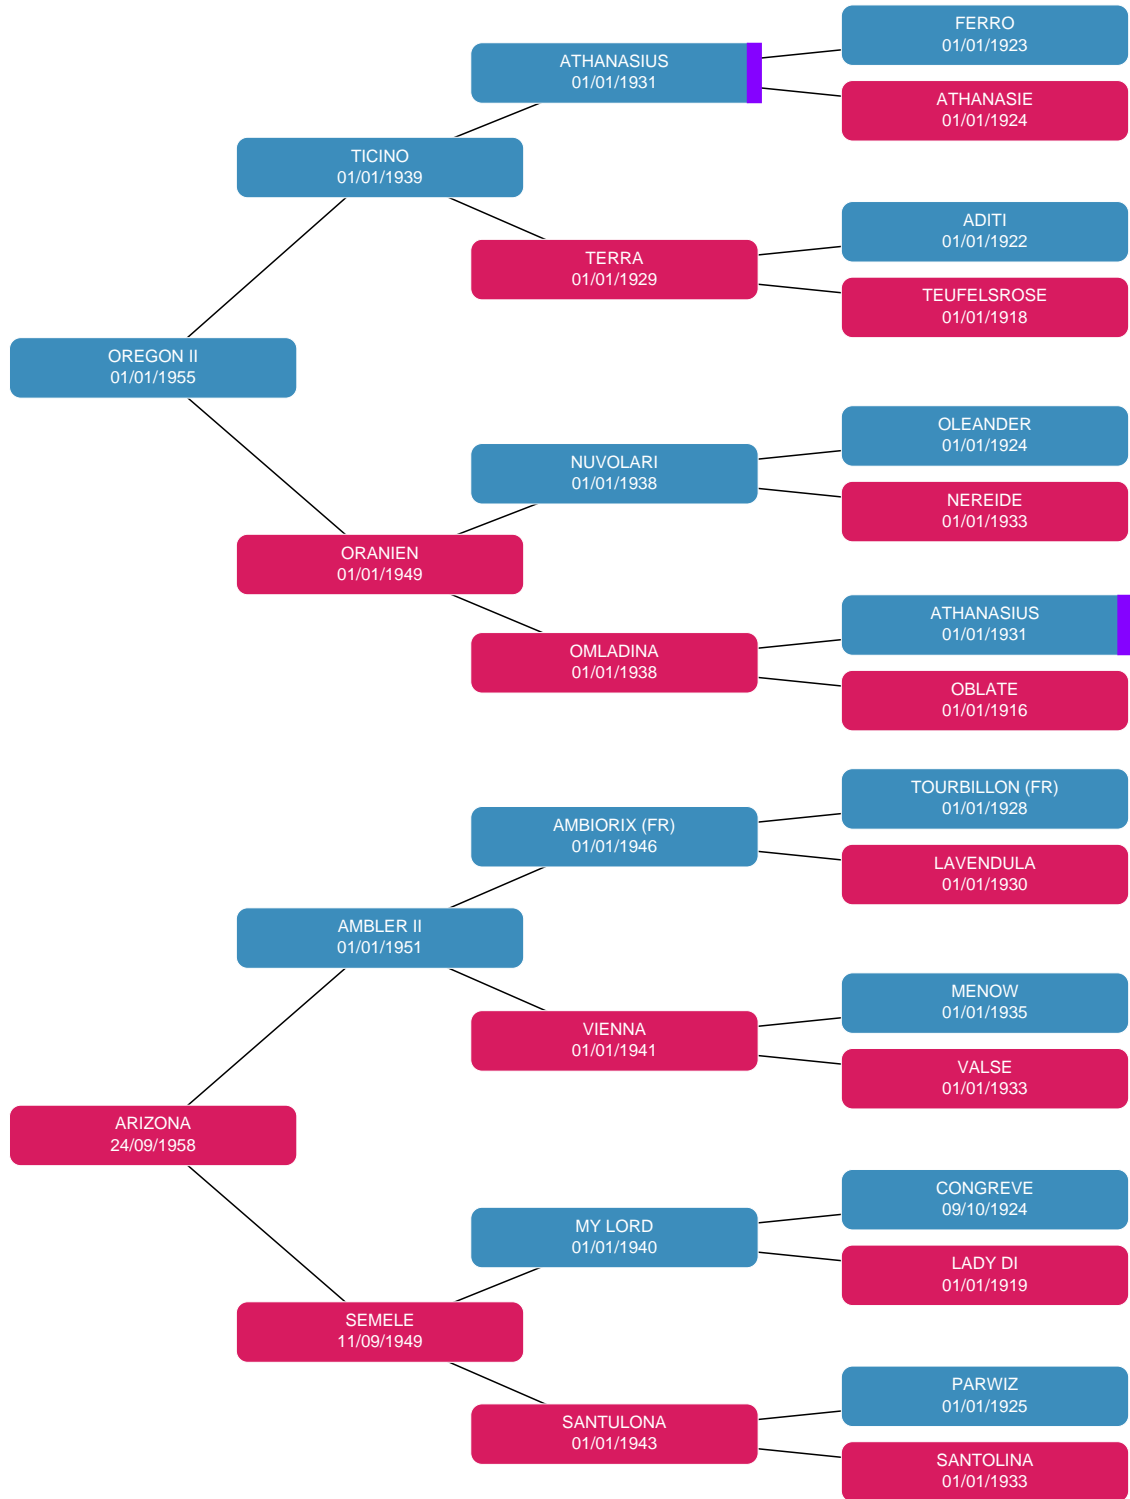 FERRO
01/01/1923
ATHANASIUS
01/01/1931
ATHANASIE
01/01/1924
TICINO
01/01/1939
ADITI
01/01/1922
TERRA
01/01/1929
TEUFELSROSE
01/01/1918
OREGON II
01/01/1955
OLEANDER
01/01/1924
NUVOLARI
01/01/1938
NEREIDE
01/01/1933
ORANIEN
01/01/1949
ATHANASIUS
01/01/1931
OMLADINA
01/01/1938
OBLATE
01/01/1916
TOURBILLON (FR)
01/01/1928
AMBIORIX (FR)
01/01/1946
LAVENDULA
01/01/1930
AMBLER II
01/01/1951
MENOW
01/01/1935
VIENNA
01/01/1941
VALSE
01/01/1933
ARIZONA
24/09/1958
CONGREVE
09/10/1924
MY LORD
01/01/1940
LADY DI
01/01/1919
SEMELE
11/09/1949
PARWIZ
01/01/1925
SANTULONA
01/01/1943
SANTOLINA
01/01/1933